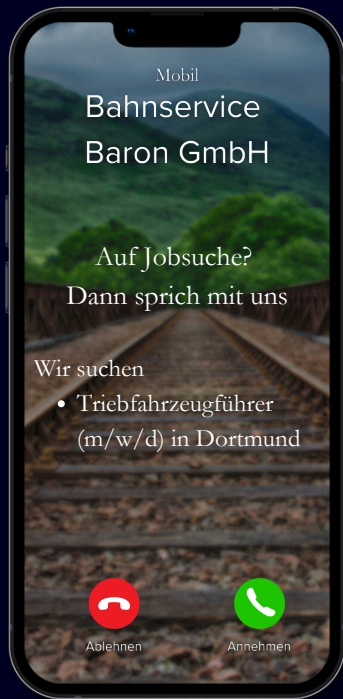 Mobil
Bahnservice
Baron GmbH
Auf Jobsuche?
Dann sprich mit uns
Wir suchen
• Triebfahrzeugführer
(m/w/d) in Dortmund
Ablehnen
Annehmen